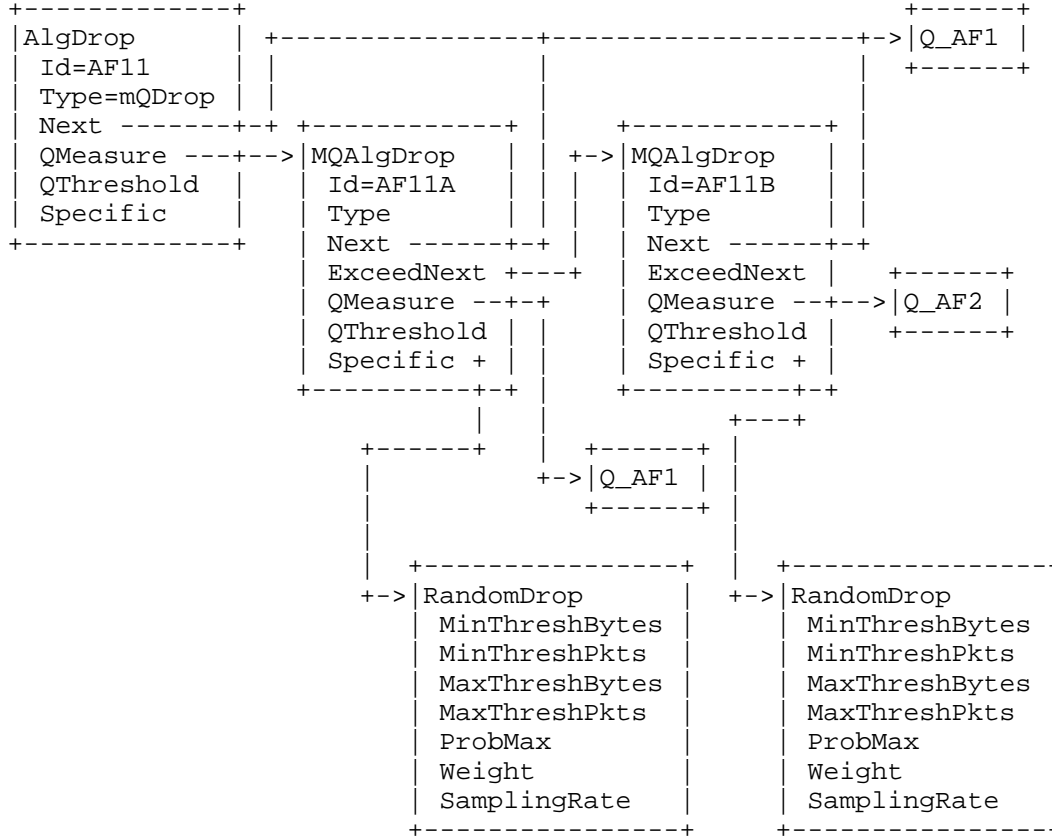 AlgDrop
Id=AF11
Type=mQDrop
Next
QMeasure
QThreshold
Specific
Q_AF1
MQAlgDrop
Id=AF11A
Type
Next
ExceedNext
QMeasure
QThreshold
Specific
MQAlgDrop
Id=AF11B
Type
Next
ExceedNext
QMeasure
QThreshold
Specific
Q_AF2
Q_AF1
RandomDrop
MinThreshBytes
MinThreshPkts
MaxThreshBytes
MaxThreshPkts
ProbMax
Weight
SamplingRate
RandomDrop
MinThreshBytes
MinThreshPkts
MaxThreshBytes
MaxThreshPkts
ProbMax
Weight
SamplingRate